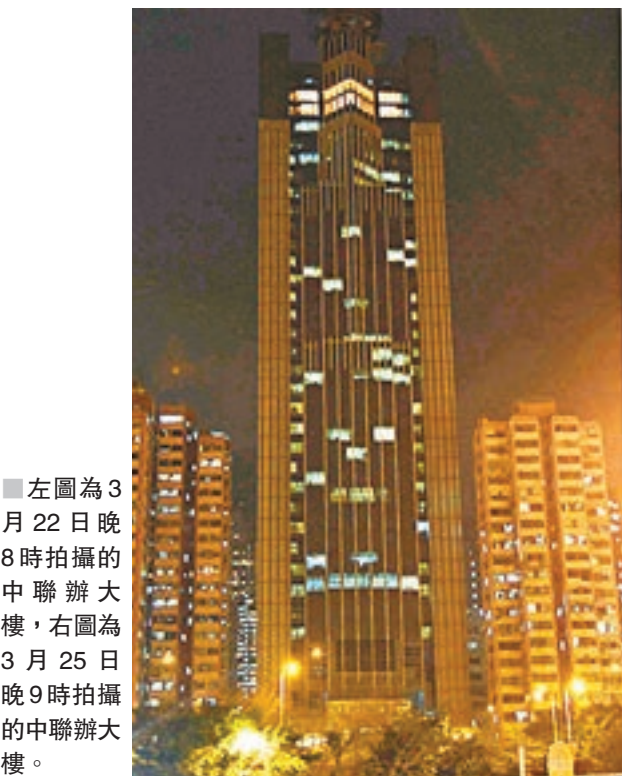 ■左圖為3
月22日晚
8時拍攝的
中聯辦大
樓，右圖為
3月25日
晚9時拍攝
的中聯辦大
樓。